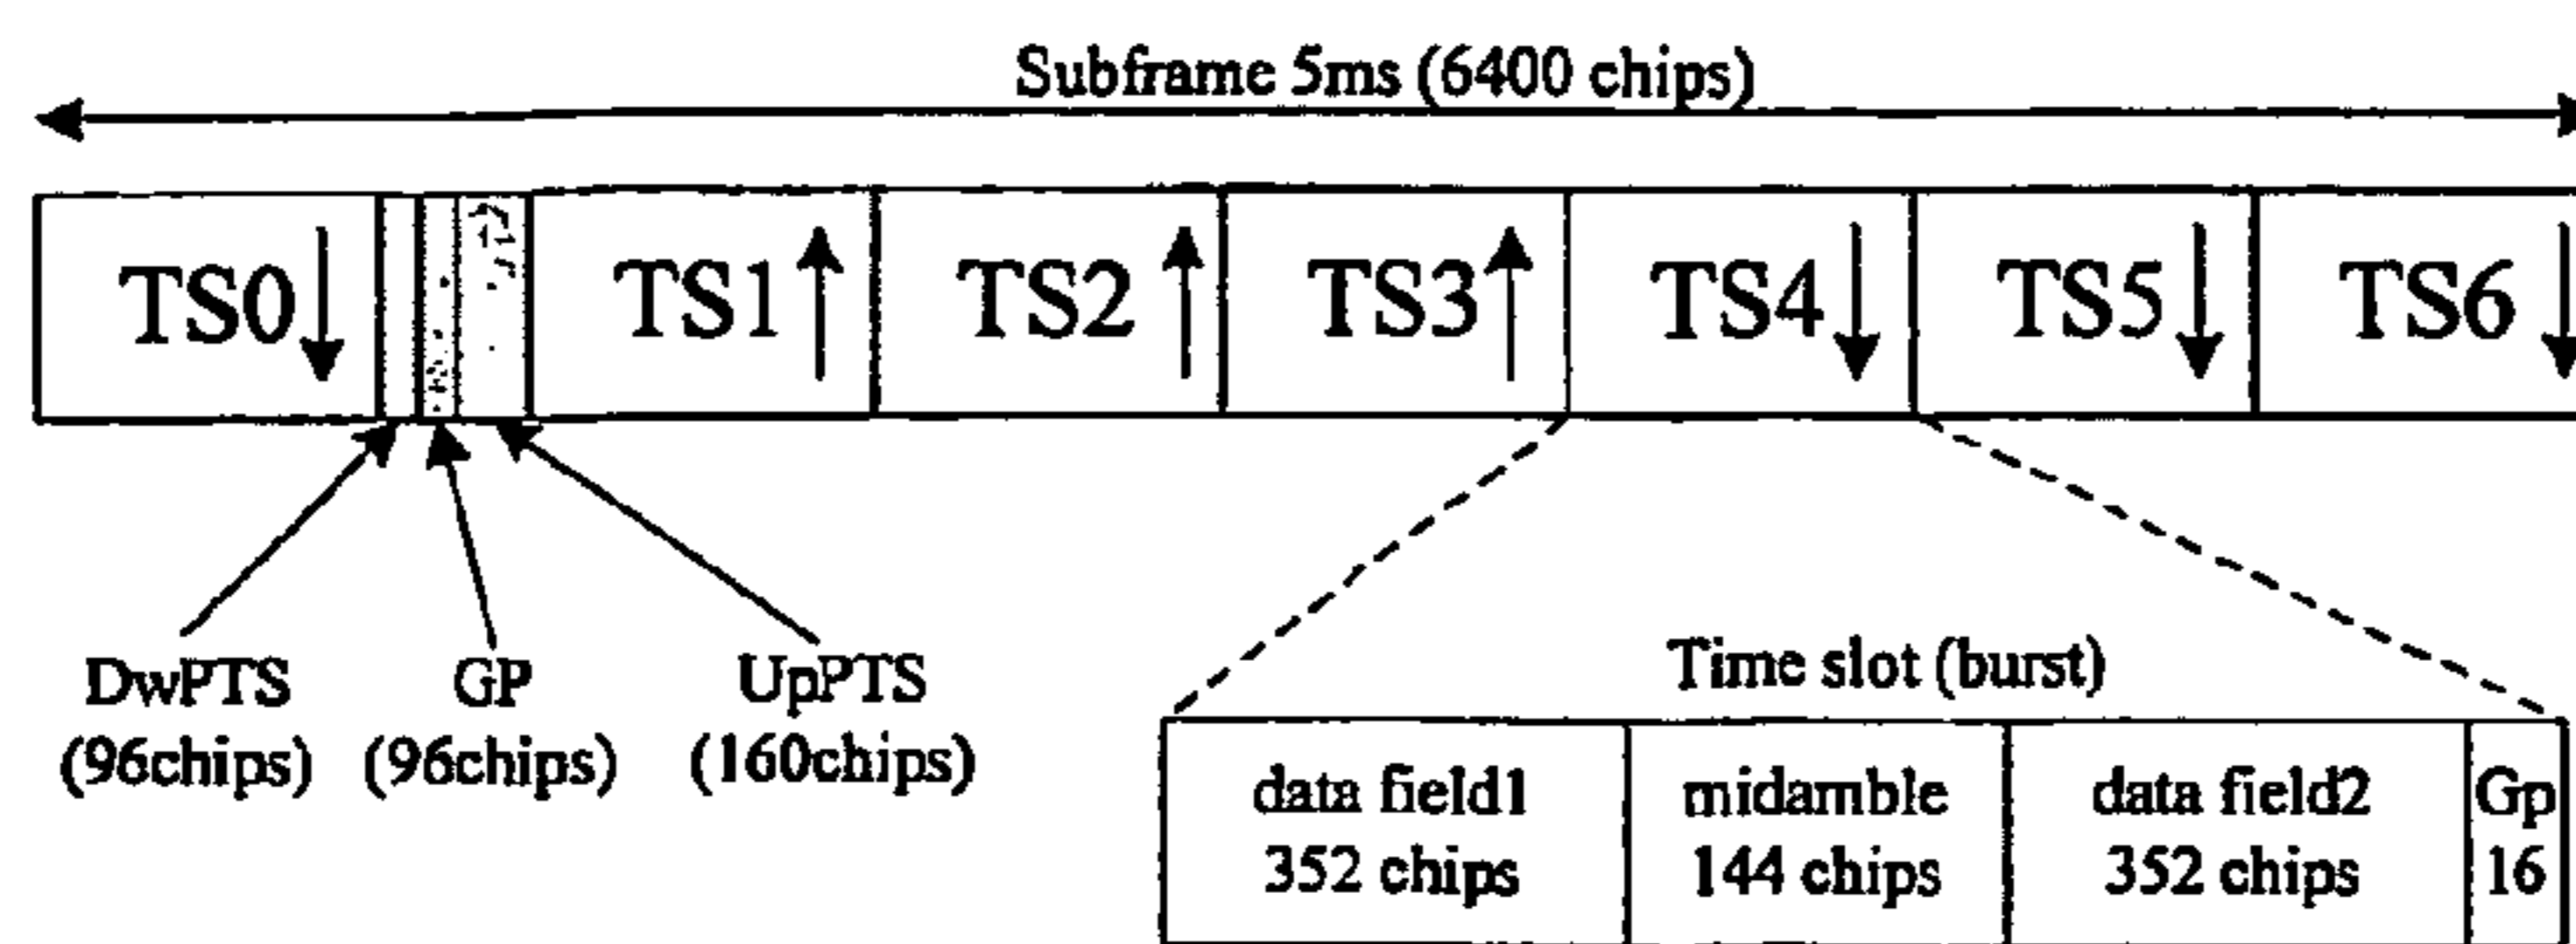 Subframe 5ms (6400 chips)
TS0 TS1 TS2 TS3 TS4 TS5 TS6
DwPTS
(96chips)
GP
(96chips)
UpPTS
(160chips)
Time slot (burst)
data field1
352 chips
midamble
144 chips
data field2
352 chips
Gp
16